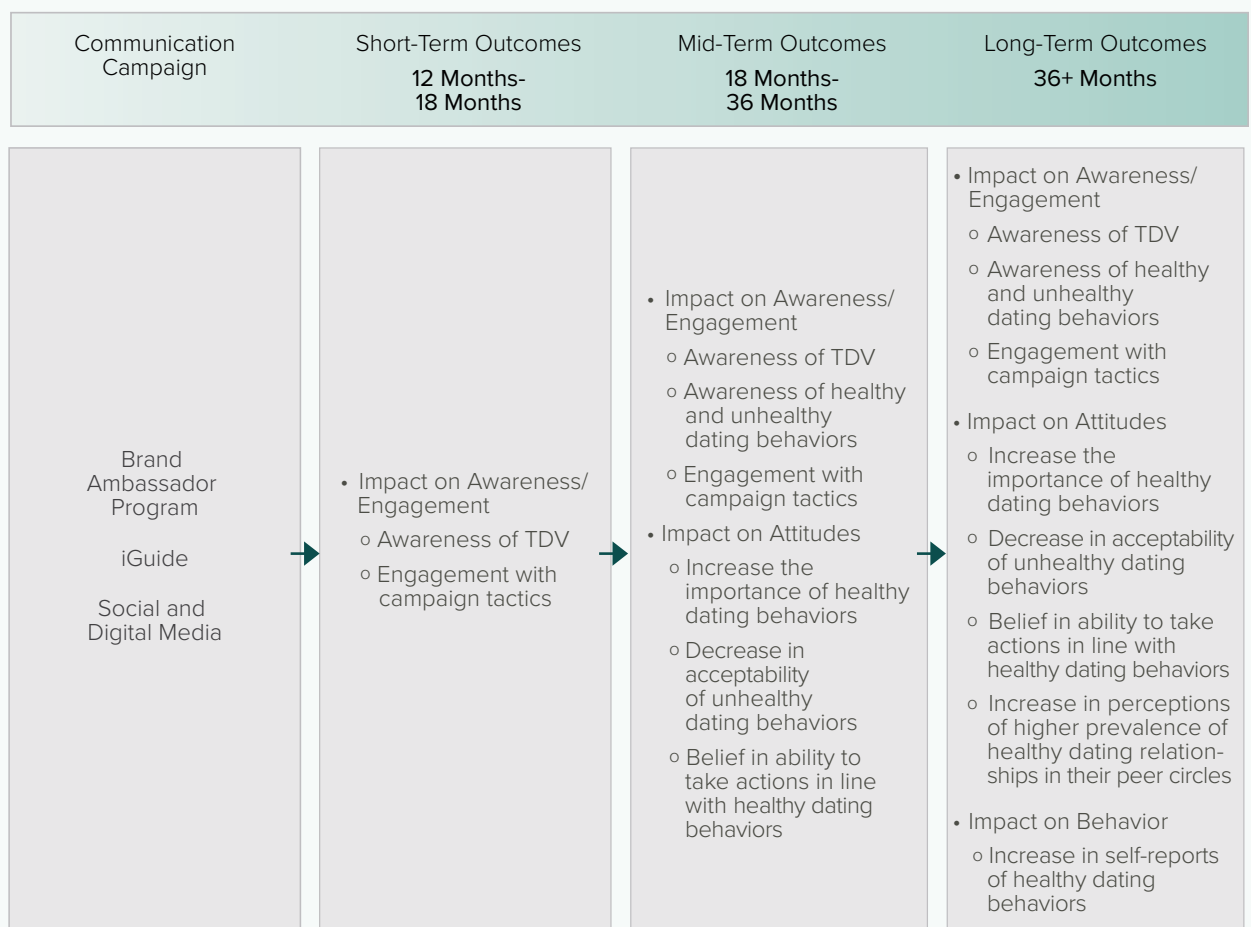 Communication
Campaign
Short-Term Outcomes
12 Months-
18 Months
Mid-Term Outcomes
18 Months-
36 Months
Long-Term Outcomes
36+ Months
Brand
Ambassador
Program
iGuide
Social and
Digital Media
• Impact on Awareness/
Engagement
o Awareness of TDV
o Engagement with
campaign tactics
• Impact on Awareness/
Engagement
o Awareness of TDV
o Awareness of healthy
and unhealthy
dating behaviors
o Engagement with
campaign tactics
• Impact on Attitudes
o Increase the
importance of healthy
dating behaviors
o Decrease in
acceptability
of unhealthy
dating behaviors
o Belief in ability to
take actions in line
with healthy dating
behaviors
• Impact on Awareness/
Engagement
o Awareness of TDV
o Awareness of healthy
and unhealthy
dating behaviors
o Engagement with
campaign tactics
• Impact on Attitudes
o Increase the
importance of healthy
dating behaviors
o Decrease in acceptability
of unhealthy dating
behaviors
o Belief in ability to take
actions in line with
healthy dating behaviors
o Increase in perceptions
of higher prevalence of
healthy dating relation-
ships in their peer circles
• Impact on Behavior
o Increase in self-reports
of healthy dating
behaviors